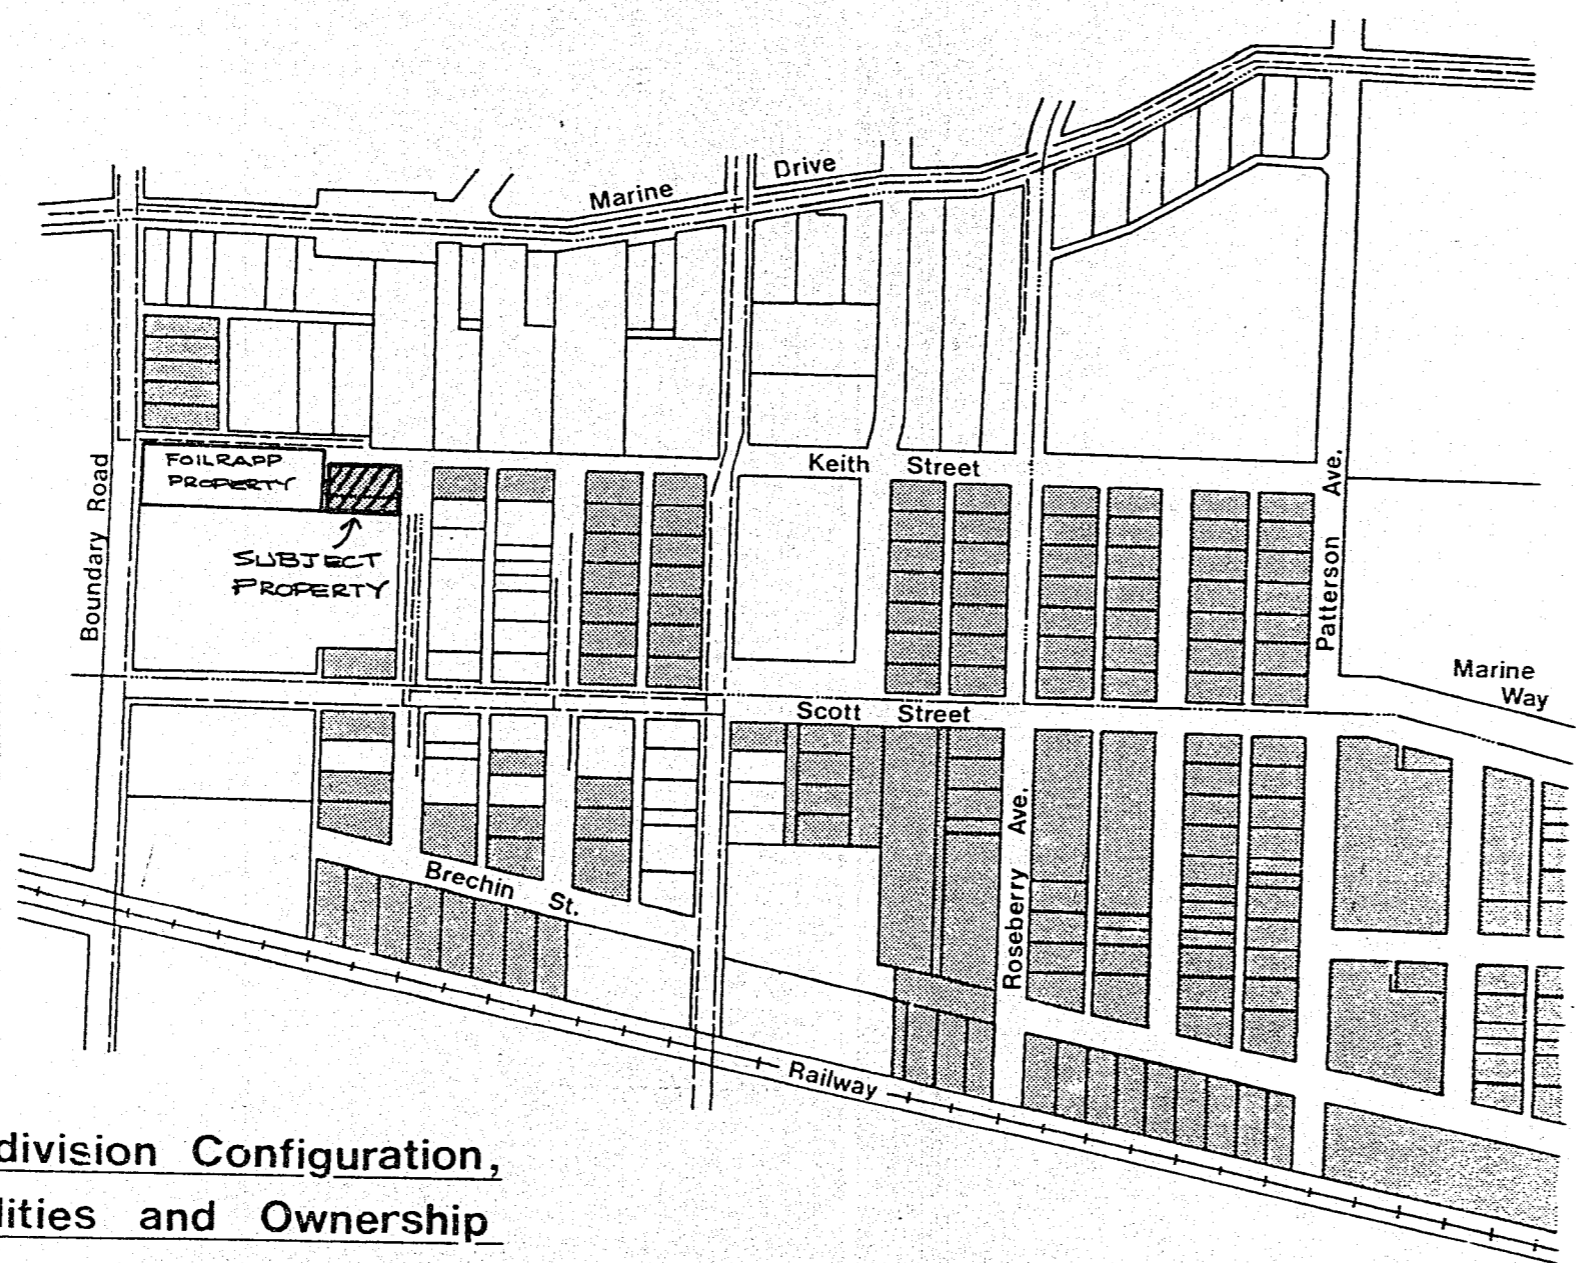 Marine Drive
FOILRAPP
PROPERTY
SUBJECT
PROPERTY
Boundary Road
Keith Street
Patterson Ave.
Marine
Way
Scott Street
Roseberry Ave.
Brechin St.
Railway
division Configuration,
lities and Ownership